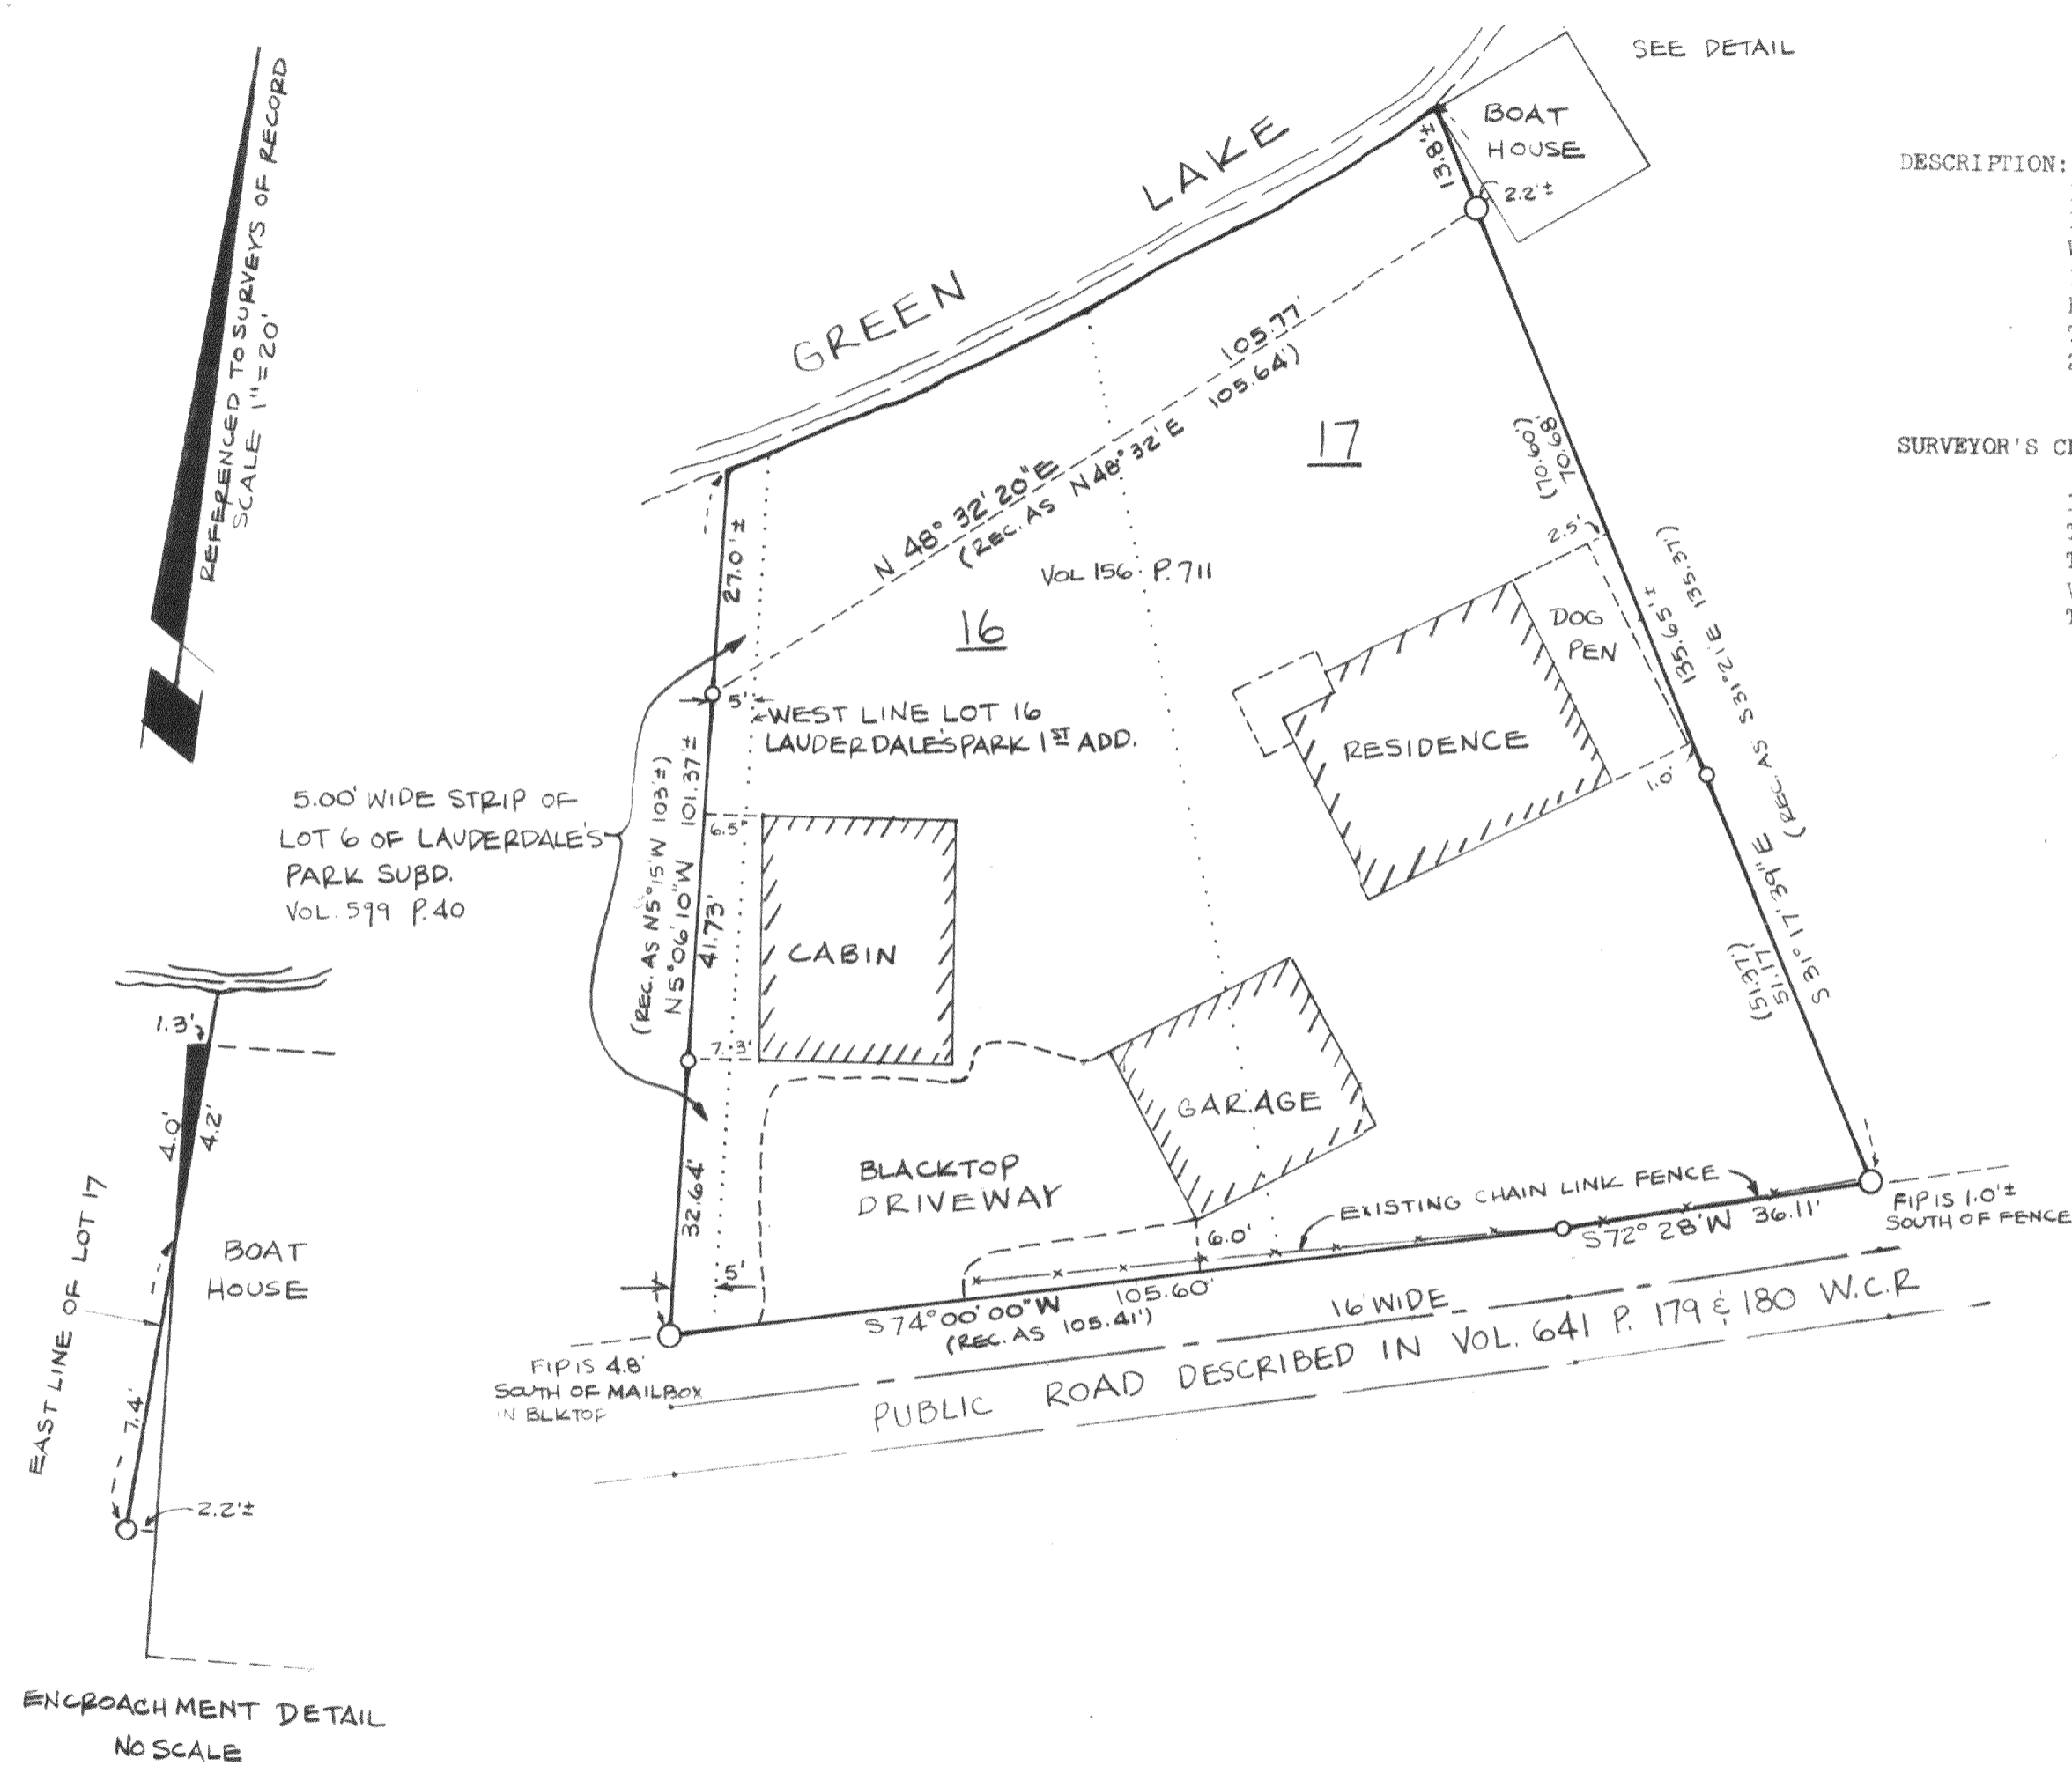 REFERENCED TO SURVEYS OF RECORD
SCALE 1"=20'
SEE DETAIL
GREEN LAKE
BOAT
HOUSE
13.8'±
2.2'±
DESCRIPTION:
SURVEYOR'S
105.77'
N 48° 32' 20" E
(REC. AS N 48° 32' E 105.64')
17
16
VOL 156 P. 711
27.0'±
5'
WEST LINE LOT 16
LAUDERDALE'S PARK 1ST ADD.
(70.60')
70.68'
2.5'
DOG
PEN
RESIDENCE
1.0'
135.65'±
S 31° 17' 39" E
(REC. AS S 31° 21' E 135.37')
51.17'
(51.37')
5.00' WIDE STRIP OF
LOT 6 OF LAUDERDALE'S
PARK SUBD.
VOL. 599 P. 40
(REC. AS N5°15'W 103'±)
N5°06'10"W 101.37'±
41.73'
6.5'
CABIN
7.3'
32.64'
5'
GARAGE
BLACKTOP
DRIVEWAY
6.0'
EXISTING CHAIN LINK FENCE
S72° 28' W 36.11'
FIP IS 1.0'±
SOUTH OF FENCE
105.60'
S 74° 00' 00" W
(REC. AS 105.41')
16 WIDE
PUBLIC ROAD DESCRIBED IN VOL. 641 P. 179 & 180 W.C.R
FIP IS 4.8'
SOUTH OF MAILBOX
IN BLKTOP
1.3'
4.0'
4.2'
EAST LINE OF LOT 17
BOAT
HOUSE
7.4'
2.2'±
ENCROACHMENT DETAIL
NO SCALE